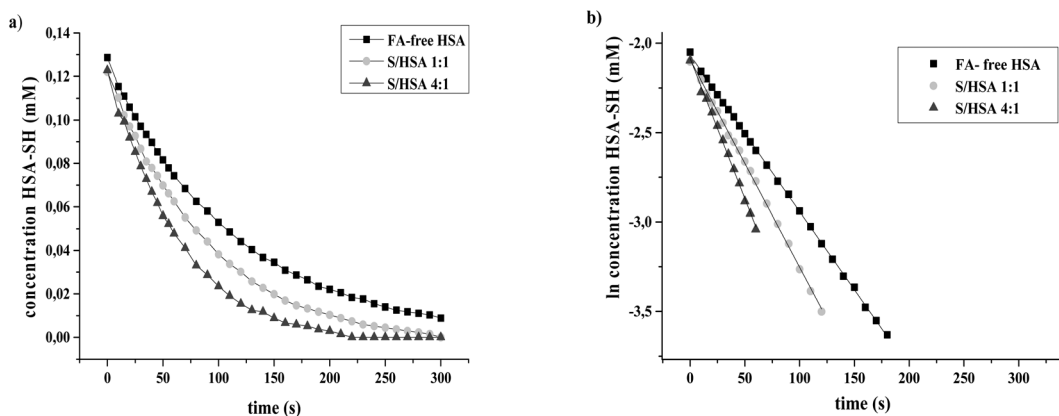 a)
FA-free HSA
S/HSA 1:1
S/HSA 4:1
0,14
0,12
0,10
0,08
0,06
0,04
0,02
0,00
concentration HSA-SH (mM)
0 50 100 150 200 250 300
time (s)
b)
FA- free HSA
S/HSA 1:1
S/HSA 4:1
-2,0
-2,5
-3,0
-3,5
ln concentration HSA-SH (mM)
0 50 100 150 200 250 300
time (s)